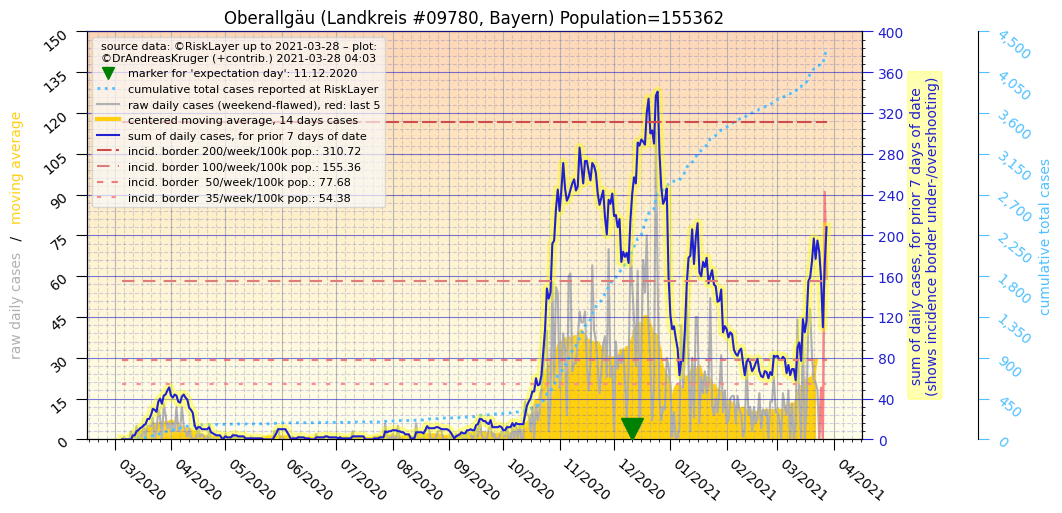 Oberallgäu (Landkreis #09780, Bayern) Population=155362
source data: ©RiskLayer up to 2021-03-28 – plot:
©DrAndreasKruger (+contrib.) 2021-03-28 04:03
marker for 'expectation day': 11.12.2020
cumulative total cases reported at RiskLayer
raw daily cases (weekend-flawed), red: last 5
centered moving average, 14 days cases
sum of daily cases, for prior 7 days of date
incid. border 200/week/100k pop.: 310.72
incid. border 100/week/100k pop.: 155.36
incid. border  50/week/100k pop.: 77.68
incid. border  35/week/100k pop.: 54.38
raw daily cases  /  moving average
150
135
120
105
90
75
60
45
30
15
0
03/2020
04/2020
05/2020
06/2020
07/2020
08/2020
09/2020
10/2020
11/2020
12/2020
01/2021
02/2021
03/2021
04/2021
400
360
320
280
240
200
160
120
80
40
0
sum of daily cases, for prior 7 days of date
(shows incidence border under-/overshooting)
4,500
4,050
3,600
3,150
2,700
2,250
1,800
1,350
900
450
0
cumulative total cases